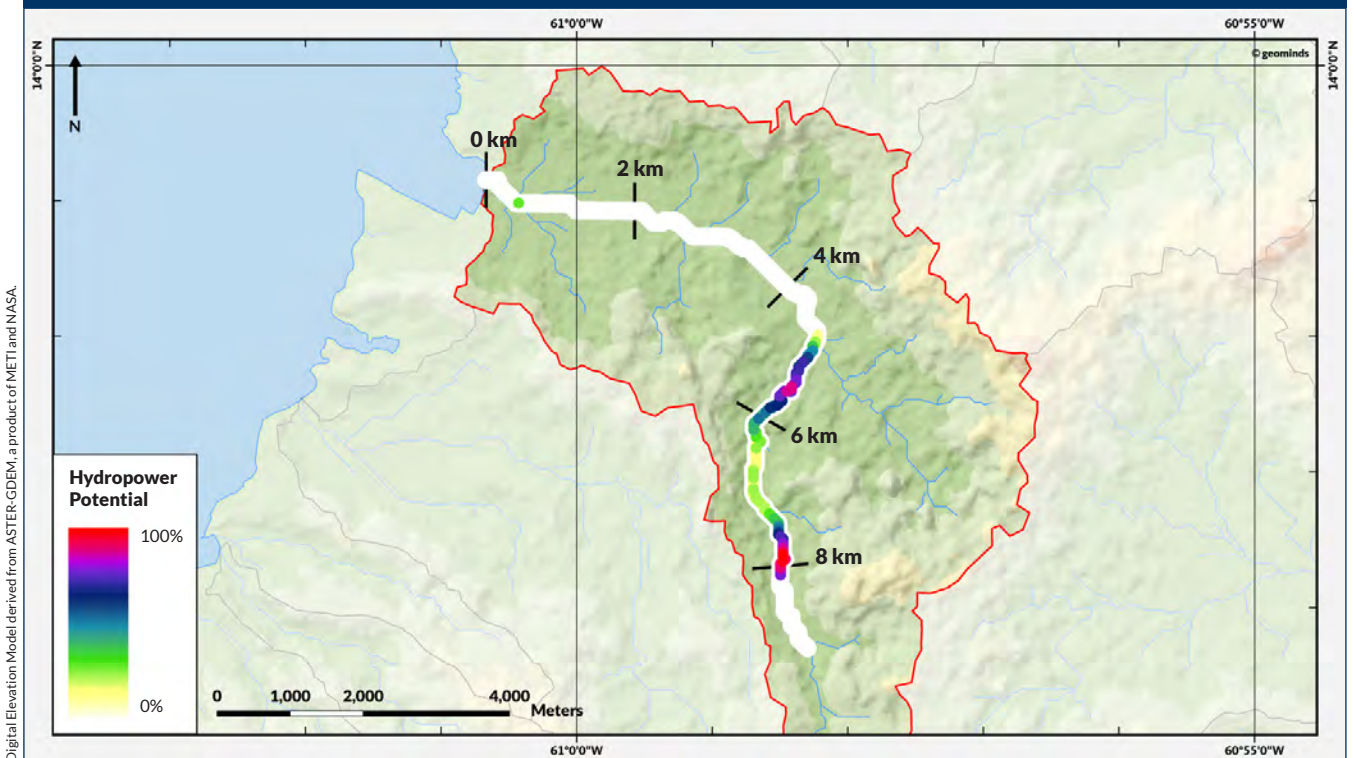 61°0'0"W
60°55'0"W
14°0'0"N
14°0'0"N
© geominds
N
0 km
2 km
4 km
6 km
8 km
Hydropower
Potential
100%
0%
0 1,000 2,000 4,000
Meters
61°0'0"W
60°55'0"W
Digital Elevation Model derived from ASTER-GDEM, a product of METI and NASA.